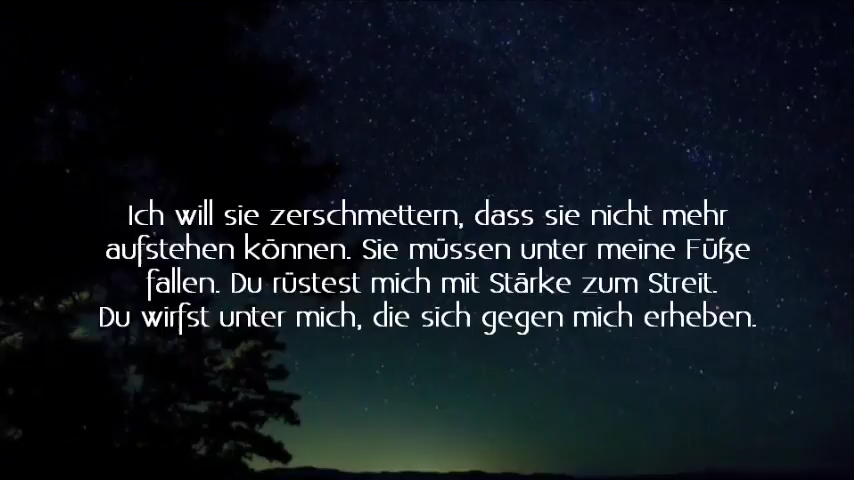 Ich will sie zerschmettern, dass sie nicht mehr
aufstehen können. Sie müssen unter meine Füße
fallen. Du rüstest mich mit Stärke zum Streit.
Du wirfst unter mich, die sich gegen mich erheben.